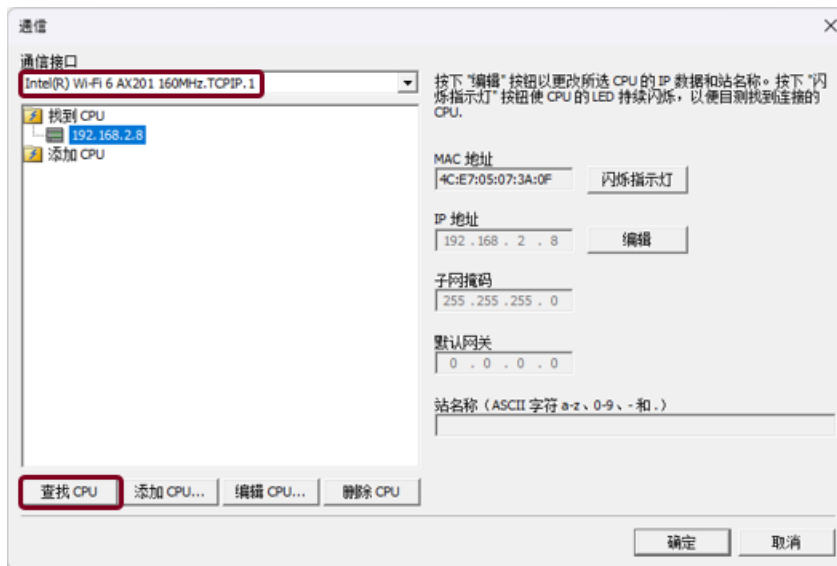 通信
通信接口
Intel(R) Wi-Fi 6 AX201 160MHz.TCPIP.1
找到 CPU
192.168.2.8
添加 CPU
按下 "编辑" 按钮以更改所选 CPU 的 IP 数据和站名称。按下 "闪
烁指示灯" 按钮使 CPU 的 LED 持续闪烁，以便目测找到连接的
CPU.
MAC 地址
4C:E7:05:07:3A:0F
闪烁指示灯
IP 地址
192 .168 . 2 . 8
编辑
子网掩码
255 .255 .255 . 0
默认网关
0 . 0 . 0 . 0
站名称（ASCII 字符 a-z、0-9、- 和 .）
查找 CPU
添加 CPU...
编辑 CPU...
删除 CPU
确定
取消